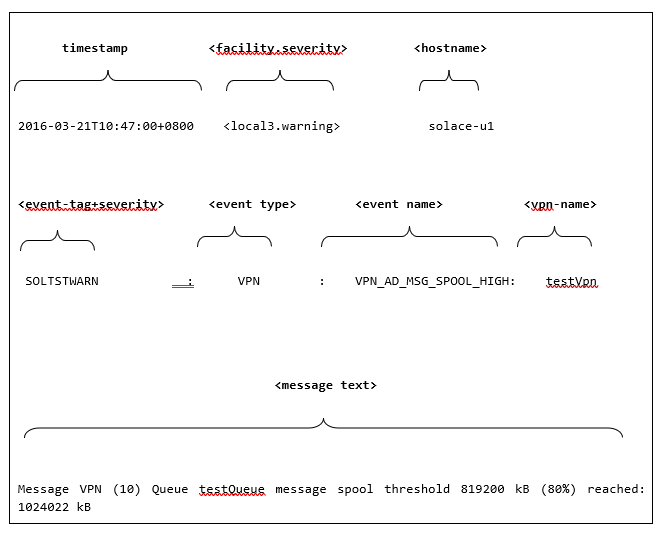 timestamp <facility.severity> <hostname>
2016-03-21T10:47:00+0800 <local3.warning> solace-u1
<event-tag+severity> <event type> <event name> <vpn-name>
SOLTSTWARN : VPN : VPN_AD_MSG_SPOOL_HIGH: testVpn
<message text>
Message VPN (10) Queue testQueue message spool threshold 819200 kB (80%) reached:
1024022 kB